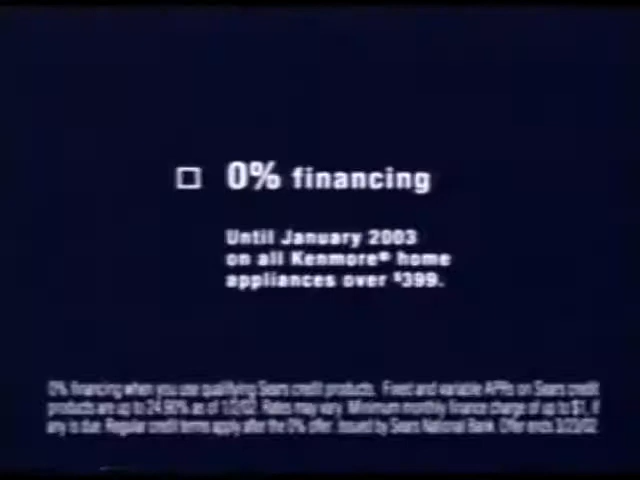 0% financing
Until January 2003
on all Kenmore® home
appliances over $399.
0% financing when you use qualifying Sears credit products. Fixed and variable APRs on Sears credit
products are up to 24.90% as of 1/2/02. Rates may vary. Minimum monthly finance charge of up to $1, if
any is due. Regular credit terms apply after the 0% offer. Issued by Sears National Bank. Offer ends 3/23/02.